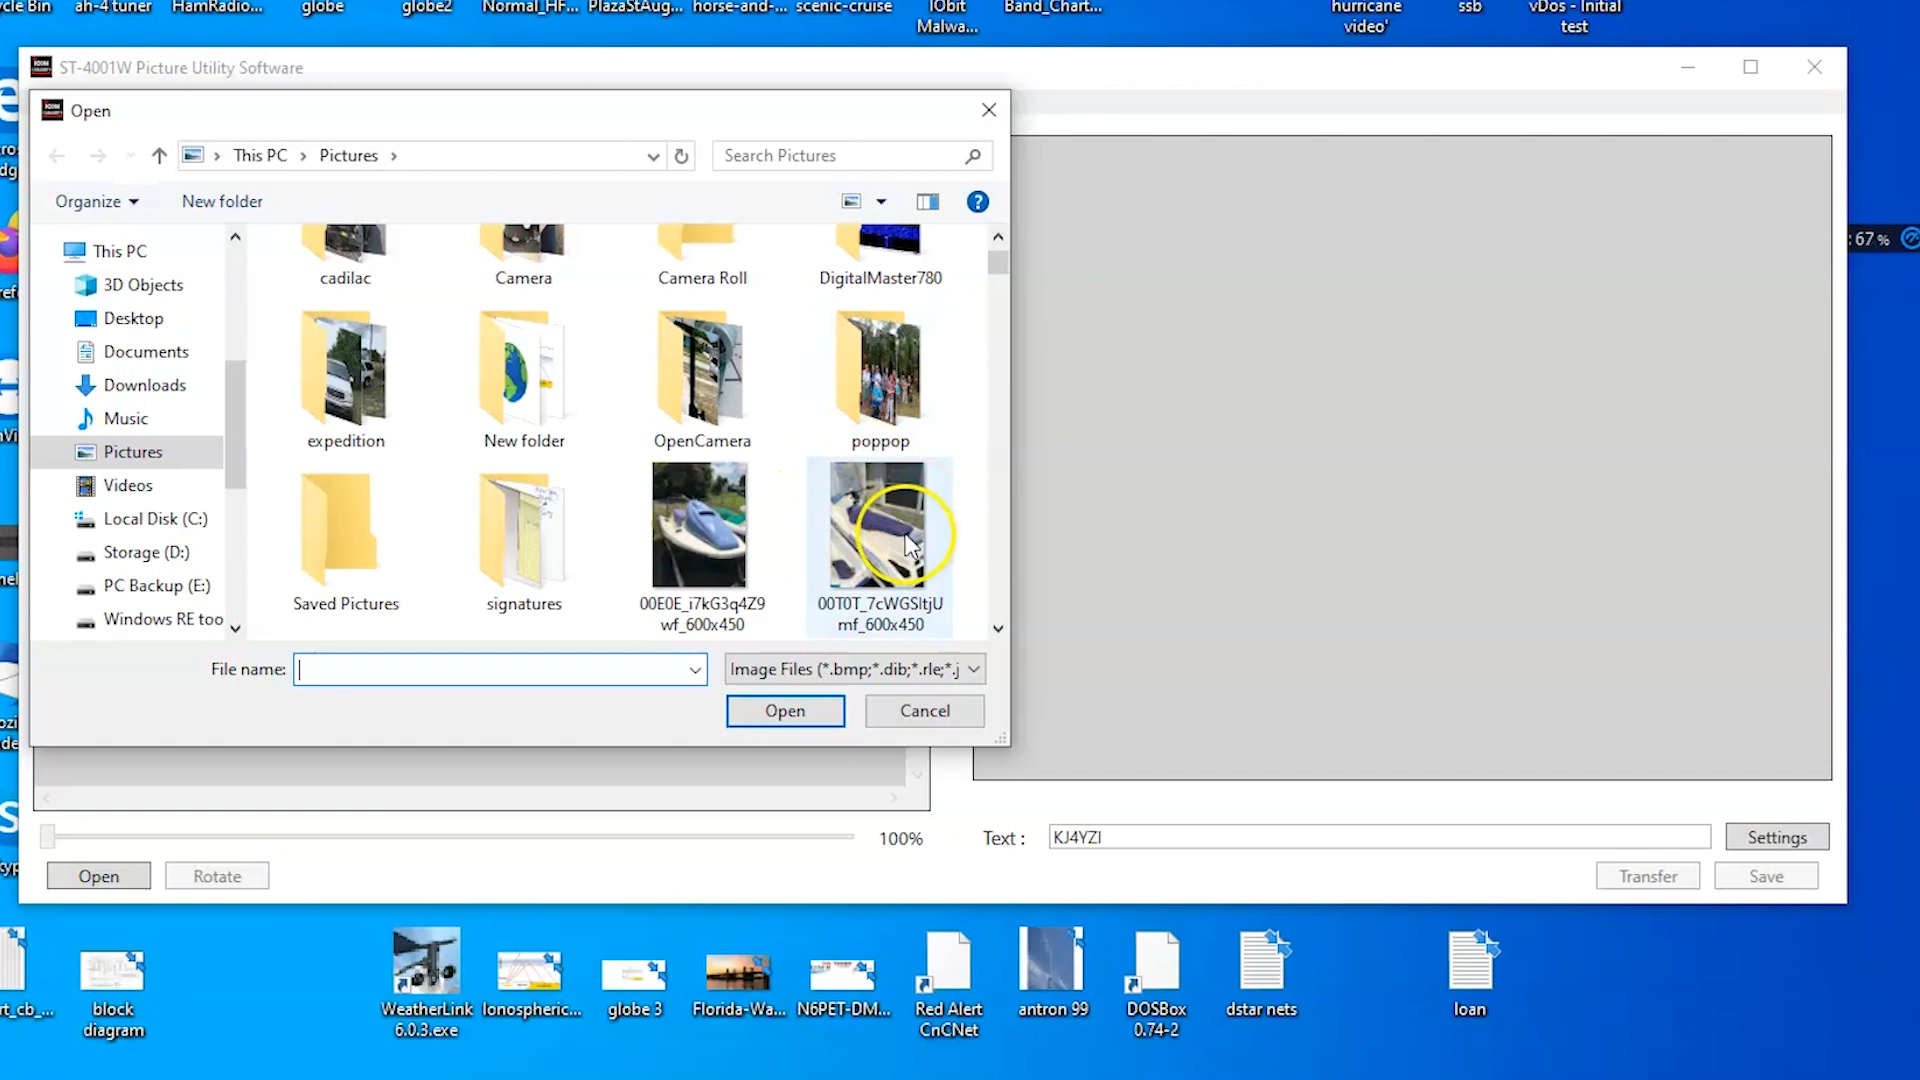 ycle Bin
ah-4 tuner
HamRadio...
globe
globe2
Normal_HF...
PlazaStAug...
horse-and-...
scenic-cruise
IObit
Malwa...
Band_Chart...
hurricane
video'
ssb
vDos - Initial
test
ST-4001W Picture Utility Software
Open
This PC > Pictures >
Search Pictures
Organize
New folder
?
This PC
3D Objects
Desktop
Documents
Downloads
Music
Pictures
Videos
Local Disk (C:)
Storage (D:)
PC Backup (E:)
Windows RE too
cadilac
Camera
Camera Roll
DigitalMaster780
expedition
New folder
OpenCamera
poppop
Saved Pictures
signatures
00E0E_i7kG3q4Z9
wf_600x450
00T0T_7cWGSltjU
mf_600x450
File name:
Image Files (*.bmp;*.dib;*.rle;*.j
Open
Cancel
: 67 %
100%
Text :
KJ4YZI
Settings
Open
Rotate
Transfer
Save
rt_cb_...
block
diagram
WeatherLink
6.0.3.exe
Ionospheric...
globe 3
Florida-Wa...
N6PET-DM...
Red Alert
CnCNet
antron 99
DOSBox
0.74-2
dstar nets
loan